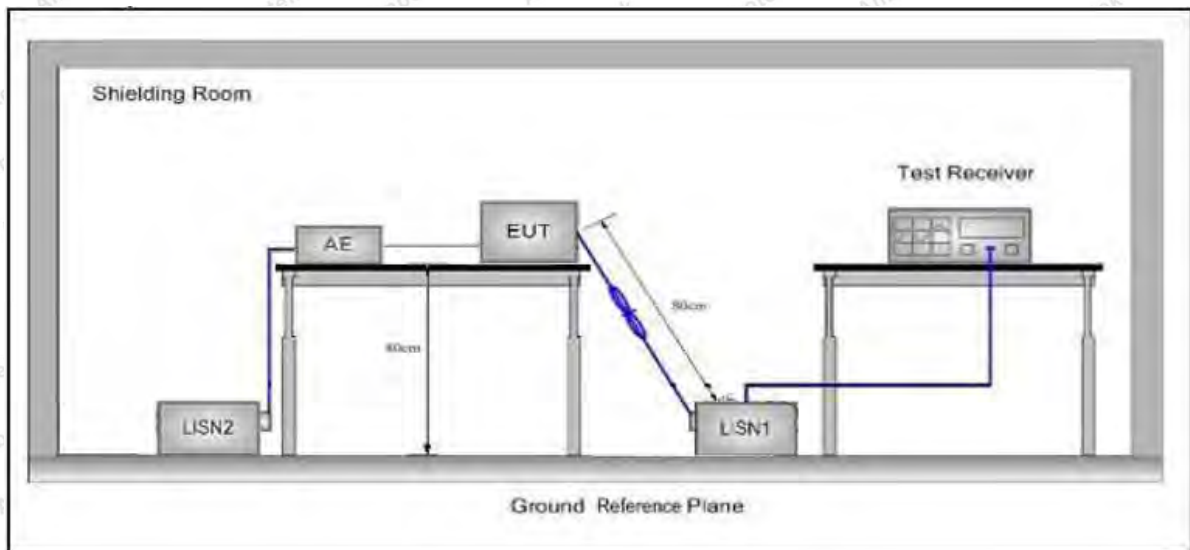 Shielding Room
Test Receiver
AE
EUT
80cm
80cm
LISN2
LISN1
Ground Reference Plane